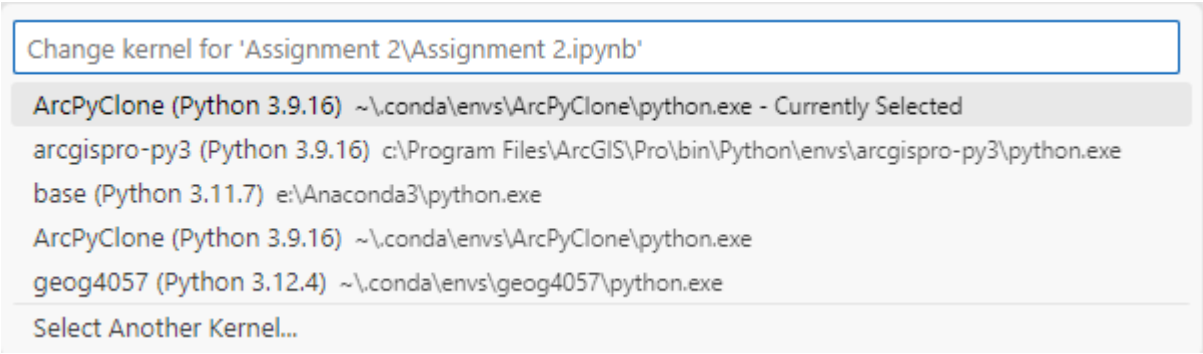 Change kernel for 'Assignment 2\Assignment 2.ipynb'
ArcPyClone (Python 3.9.16) ~\.conda\envs\ArcPyClone\python.exe - Currently Selected
arcgispro-py3 (Python 3.9.16) c:\Program Files\ArcGIS\Pro\bin\Python\envs\arcgispro-py3\python.exe
base (Python 3.11.7) e:\Anaconda3\python.exe
ArcPyClone (Python 3.9.16) ~\.conda\envs\ArcPyClone\python.exe
geog4057 (Python 3.12.4) ~\.conda\envs\geog4057\python.exe
Select Another Kernel...